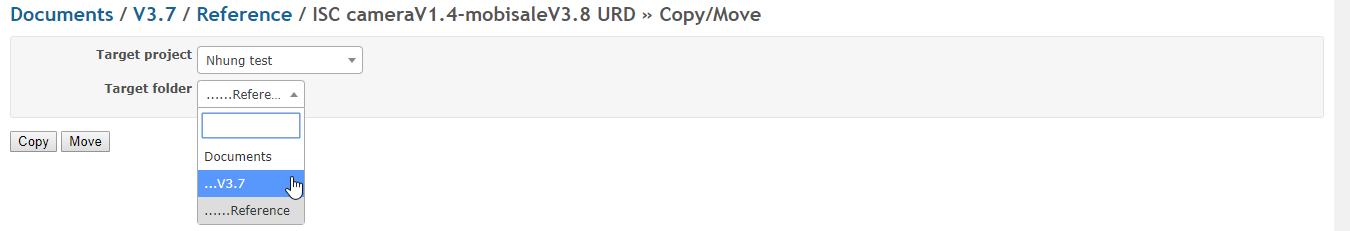 Documents / V3.7 / Reference / ISC cameraV1.4-mobisaleV3.8 URD » Copy/Move
Target project Nhung test
Target folder ......Refere...
Documents
...V3.7
......Reference
Copy Move